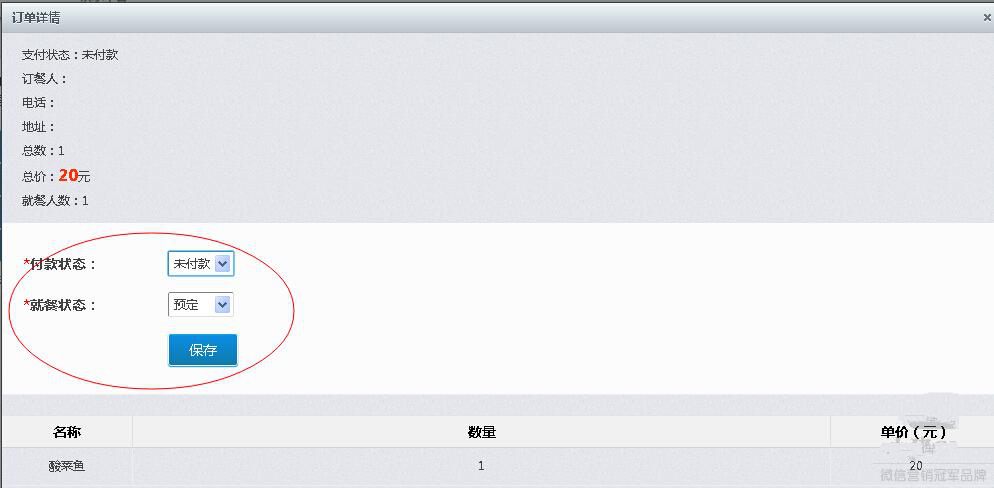 订单详情
支付状态：未付款
订餐人：
电话：
地址：
总数：1
总价：20元
就餐人数：1
*付款状态： 未付款
*就餐状态： 预定
保存
名称 数量 单价（元）
酸菜鱼 1 20
微信营销冠军品牌